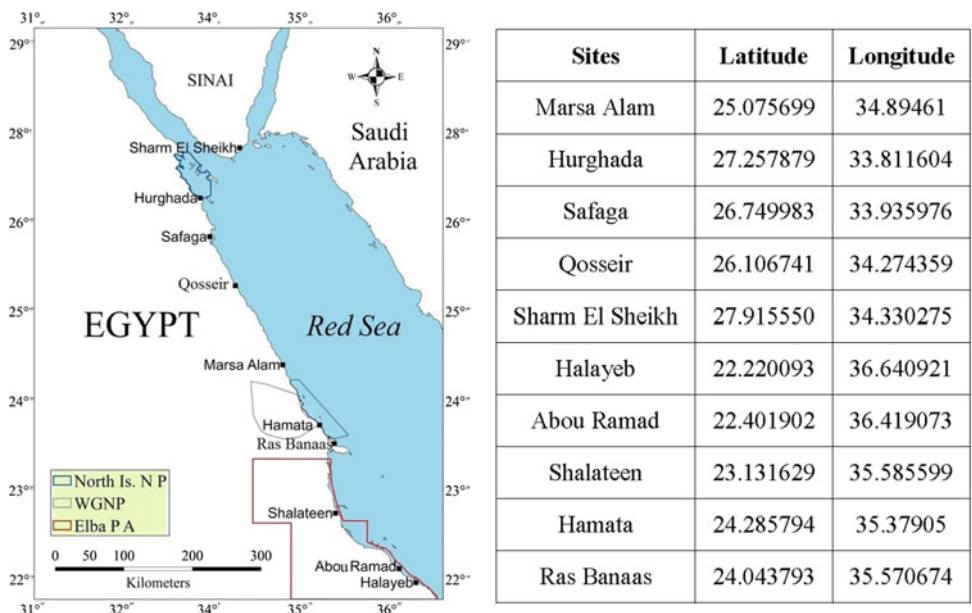 31° 32° 33° 34° 35° 36°
29°
28°
27°
26°
25°
24°
23°
22°
29°
28°
27°
26°
25°
24°
23°
22°
31° 32° 33° 34° 35° 36°
SINAI
N
W E
S
Saudi
Arabia
Sharm El Sheikh
Hurghada
Safaga
Qosseir
EGYPT
Red Sea
Marsa Alam
Hamata
Ras Banaas
Shalateen
Abou Ramad
Halayeb
North Is. N P
WGNP
Elba P A
0 50 100 200 300
Kilometers
Sites Latitude Longitude
Marsa Alam 25.075699 34.89461
Hurghada 27.257879 33.811604
Safaga 26.749983 33.935976
Qosseir 26.106741 34.274359
Sharm El Sheikh 27.915550 34.330275
Halayeb 22.220093 36.640921
Abou Ramad 22.401902 36.419073
Shalateen 23.131629 35.585599
Hamata 24.285794 35.37905
Ras Banaas 24.043793 35.570674